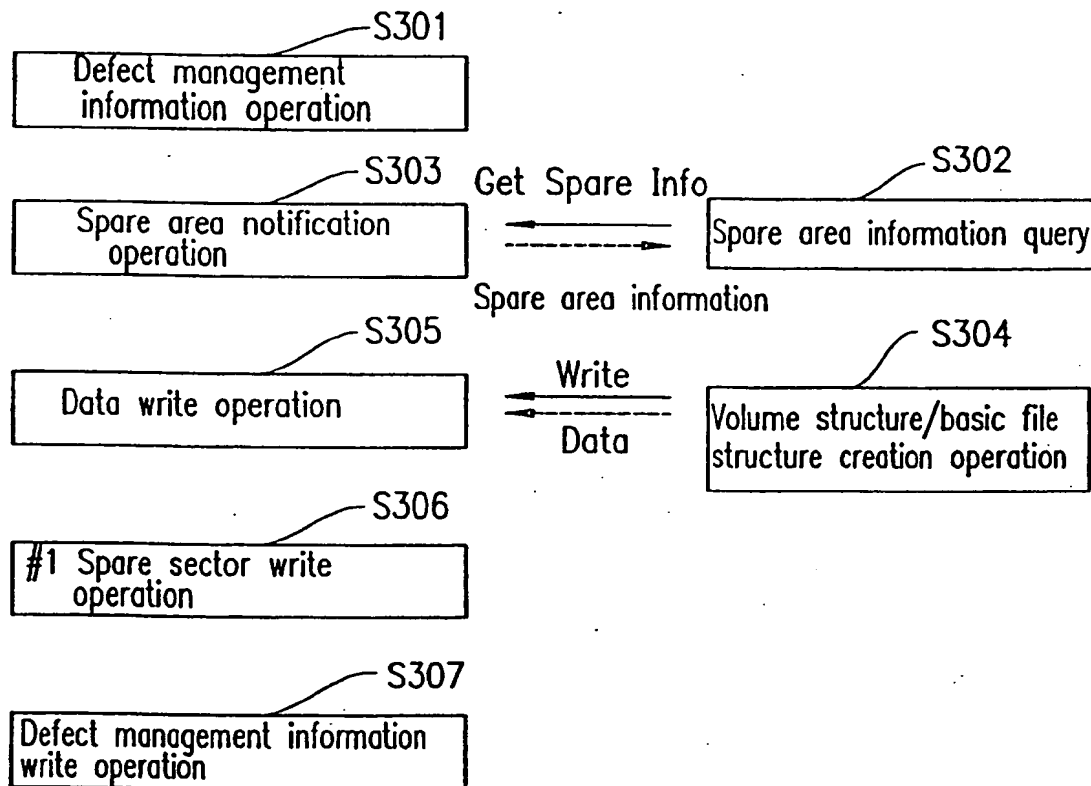 S301
Defect management
information operation
S303
Spare area notification
operation
Get Spare Info
Spare area information
S302
Spare area information query
S305
Data write operation
Write
Data
S304
Volume structure/basic file
structure creation operation
S306
#1 Spare sector write
operation
S307
Defect management information
write operation